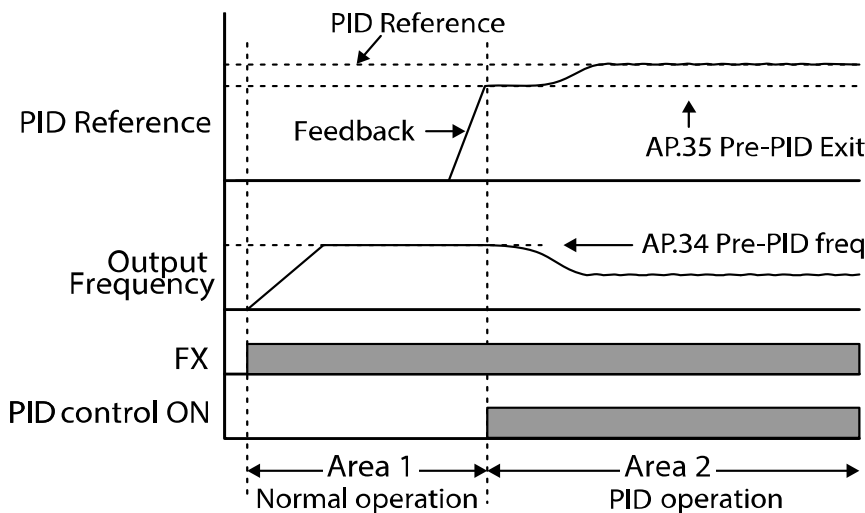 PID Reference
PID Reference
Feedback
AP.35 Pre-PID Exit
AP.34 Pre-PID freq
Output
Frequency
FX
PID control ON
Area 1
Area 2
Normal operation
PID operation